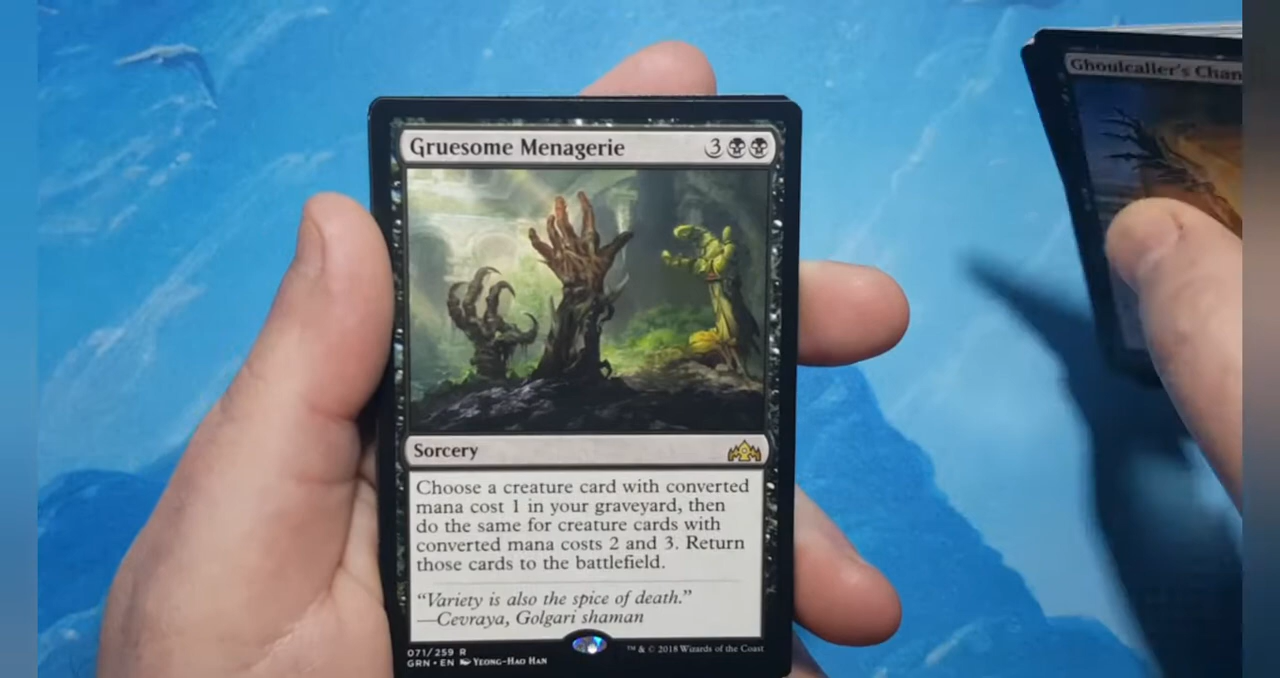 Gruesome Menagerie 3
Ghoulcaller's Chan
Sorcery
Choose a creature card with converted
mana cost 1 in your graveyard, then
do the same for creature cards with
converted mana costs 2 and 3. Return
those cards to the battlefield.
“Variety is also the spice of death.”
—Cevraya, Golgari shaman
071/259 R
GRN • EN Yeong-Hao Han
™ & © 2018 Wizards of the Coast